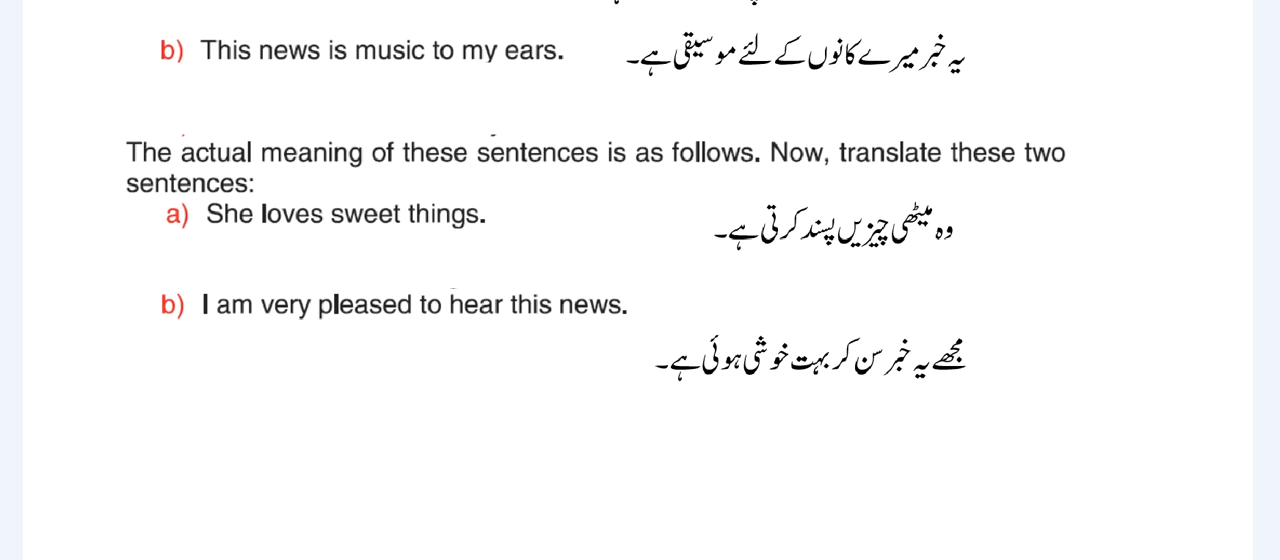 b) This news is music to my ears. یہ خبر میرے کانوں کے لئے موسیقی ہے۔
The actual meaning of these sentences is as follows. Now, translate these two
sentences:
a) She loves sweet things. وہ میٹھی چیزیں پسند کرتی ہے۔
b) I am very pleased to hear this news.
مجھے یہ خبر سن کر بہت خوشی ہوئی ہے۔